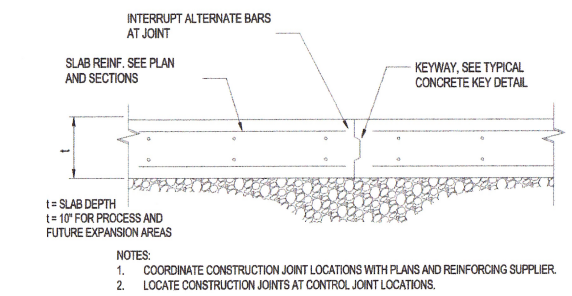 INTERRUPT ALTERNATE BARS
AT JOINT
SLAB REINF. SEE PLAN
AND SECTIONS
KEYWAY, SEE TYPICAL
CONCRETE KEY DETAIL
t
t = SLAB DEPTH
t = 10" FOR PROCESS AND
FUTURE EXPANSION AREAS
NOTES:
1. COORDINATE CONSTRUCTION JOINT LOCATIONS WITH PLANS AND REINFORCING SUPPLIER.
2. LOCATE CONSTRUCTION JOINTS AT CONTROL JOINT LOCATIONS.